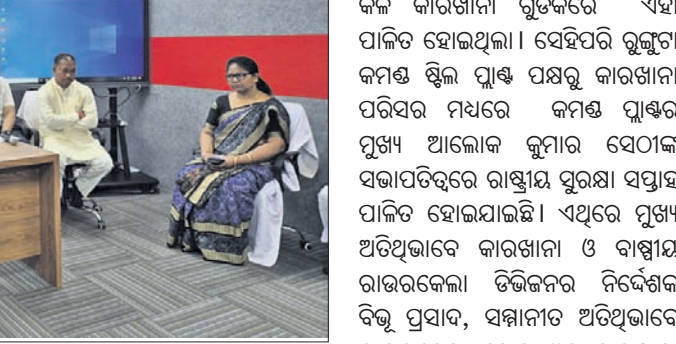 କଳ କାରଖାନା ଗୁଡିକରେ ଏହା
ପାଳିତ ହୋଇଥିଲା। ସେହିପରି ରୁଙ୍ଗୁଟା
କମଣ୍ଡ ଷ୍ଟିଲ ପ୍ଲାଣ୍ଟ ପକ୍ଷରୁ କାରଖାନା
ପରିସର ମଧ୍ୟରେ କମଣ୍ଡ ପ୍ଲାଣ୍ଟର
ମୁଖ୍ୟ ଆଲୋକ କୁମାର ସେଠୀଙ୍କ
ସଭାପତିତ୍ୱରେ ରାଷ୍ଟ୍ରୀୟ ସୁରକ୍ଷା ସପ୍ତାହ
ପାଳିତ ହୋଇଯାଇଛି। ଏଥିରେ ମୁଖ୍ୟ
ଅତିଥିଭାବେ କାରଖାନା ଓ ବାଷ୍ପୀୟ
ରାଉରକେଲା ଡିଭିଜନର ନିର୍ଦ୍ଦେଶକ
ବିଭୂ ପ୍ରସାଦ, ସମ୍ମାନୀତ ଅତିଥିଭାବେ